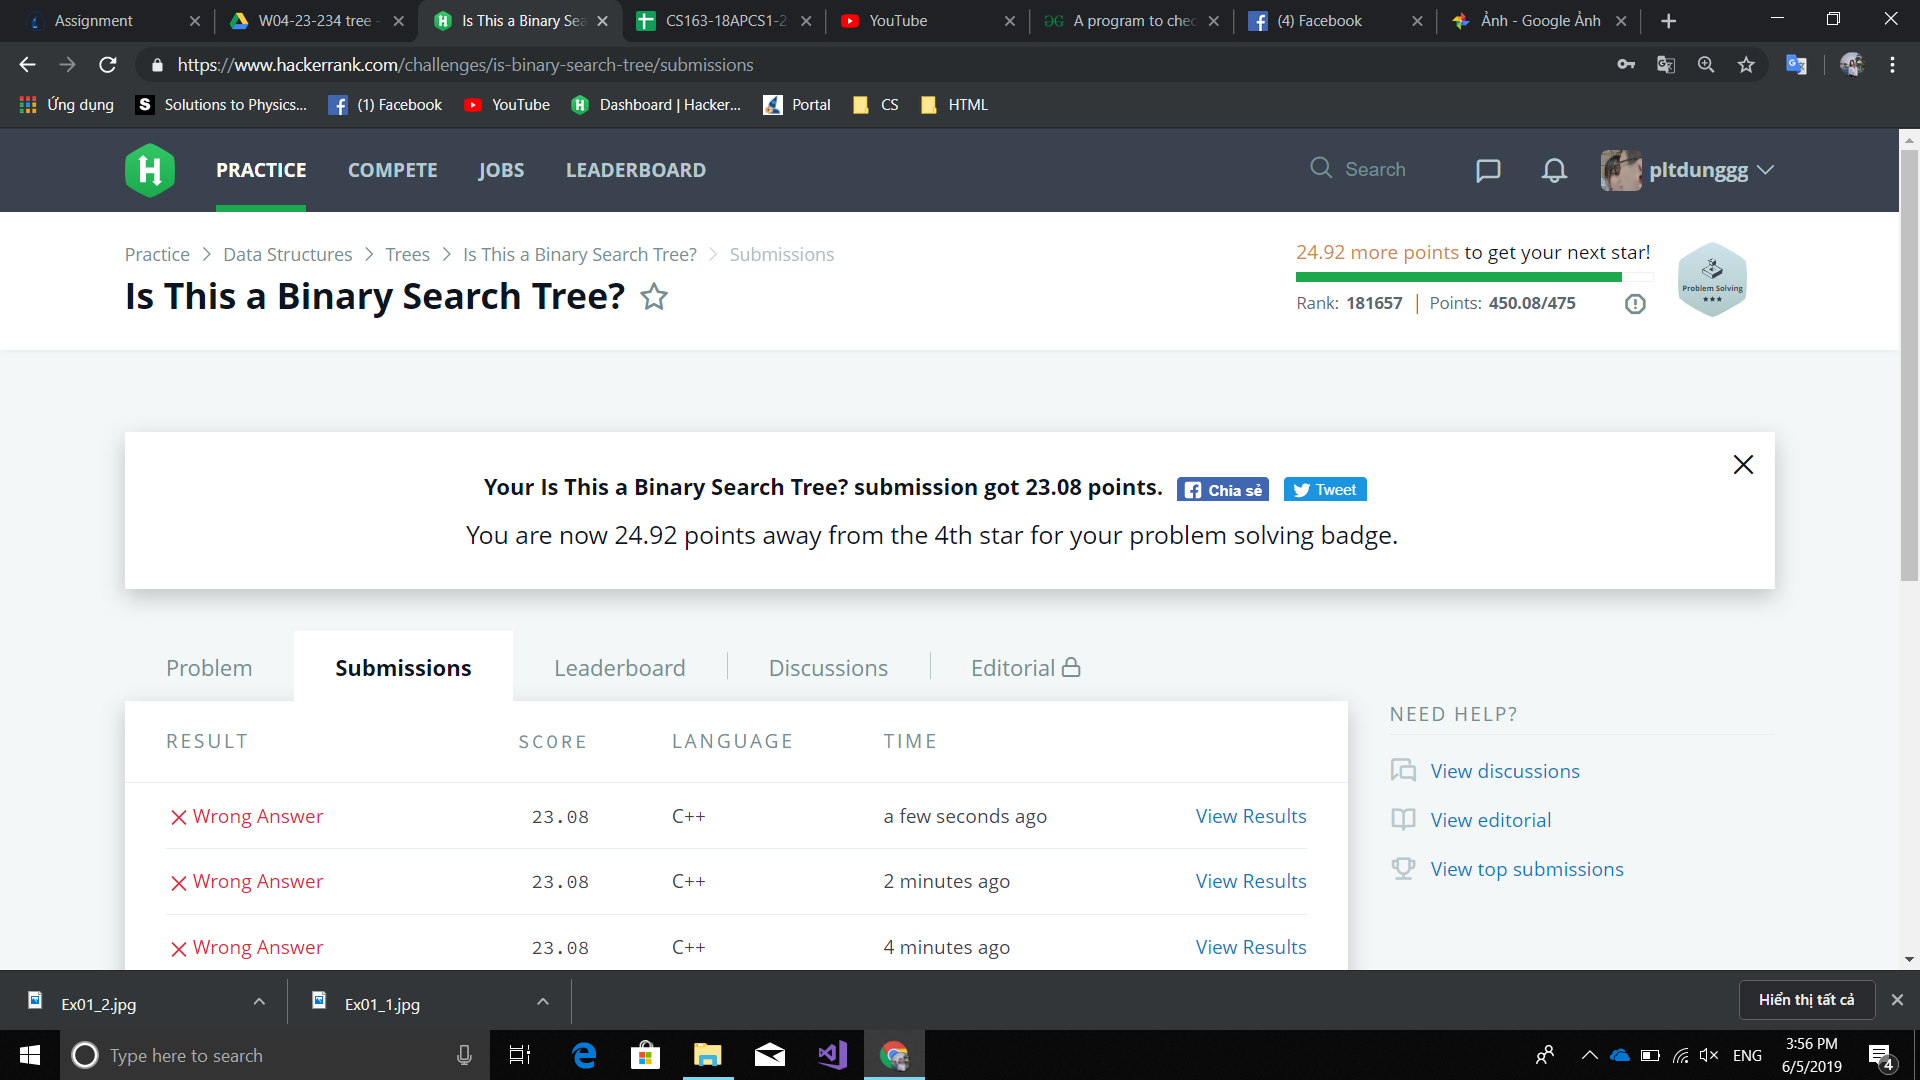 Assignment
W04-23-234 tree -
Is This a Binary Sea
CS163-18APCS1-2
YouTube
A program to chec
(4) Facebook
Ảnh - Google Ảnh
https://www.hackerrank.com/challenges/is-binary-search-tree/submissions
Ứng dụng
Solutions to Physics...
(1) Facebook
YouTube
Dashboard | Hacker...
Portal
CS
HTML
PRACTICE
COMPETE
JOBS
LEADERBOARD
Search
pltdunggg
Practice > Data Structures > Trees > Is This a Binary Search Tree? > Submissions
Is This a Binary Search Tree?
24.92 more points to get your next star!
Rank: 181657 | Points: 450.08/475
Problem Solving
Your Is This a Binary Search Tree? submission got 23.08 points.
Chia sẻ
Tweet
You are now 24.92 points away from the 4th star for your problem solving badge.
Problem
Submissions
Leaderboard
Discussions
Editorial
RESULT SCORE LANGUAGE TIME
Wrong Answer 23.08 C++ a few seconds ago View Results
Wrong Answer 23.08 C++ 2 minutes ago View Results
Wrong Answer 23.08 C++ 4 minutes ago View Results
NEED HELP?
View discussions
View editorial
View top submissions
Ex01_2.jpg
Ex01_1.jpg
Hiển thị tất cả
Type here to search
ENG
3:56 PM
6/5/2019
4